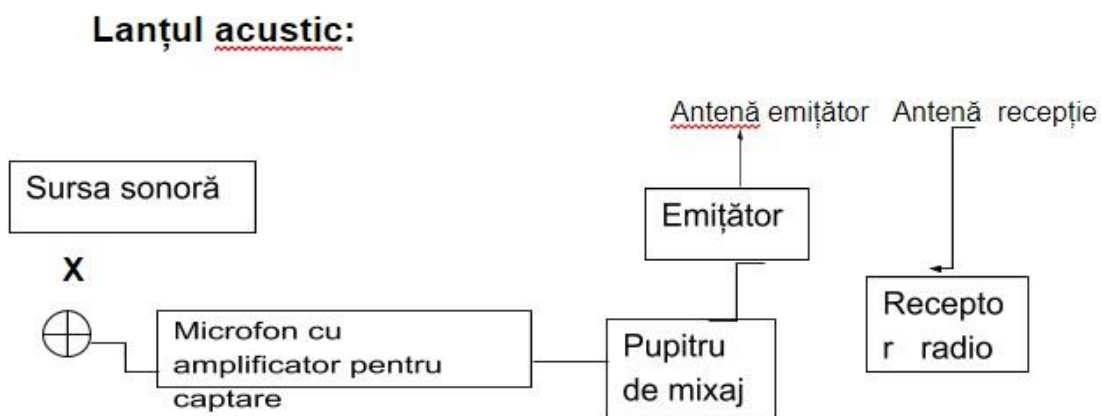 Lanțul acustic:
Antenă emițător Antenă recepție
Sursa sonoră
Emițător
X
Recepto
r radio
Microfon cu
amplificator pentru
captare
Pupitru
de mixaj